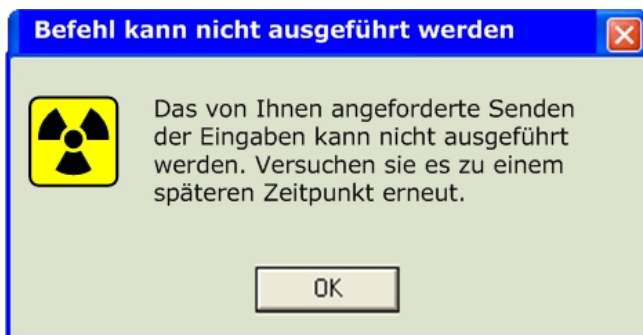 Befehl kann nicht ausgeführt werden
Das von Ihnen angeforderte Senden
der Eingaben kann nicht ausgeführt
werden. Versuchen sie es zu einem
späteren Zeitpunkt erneut.
OK